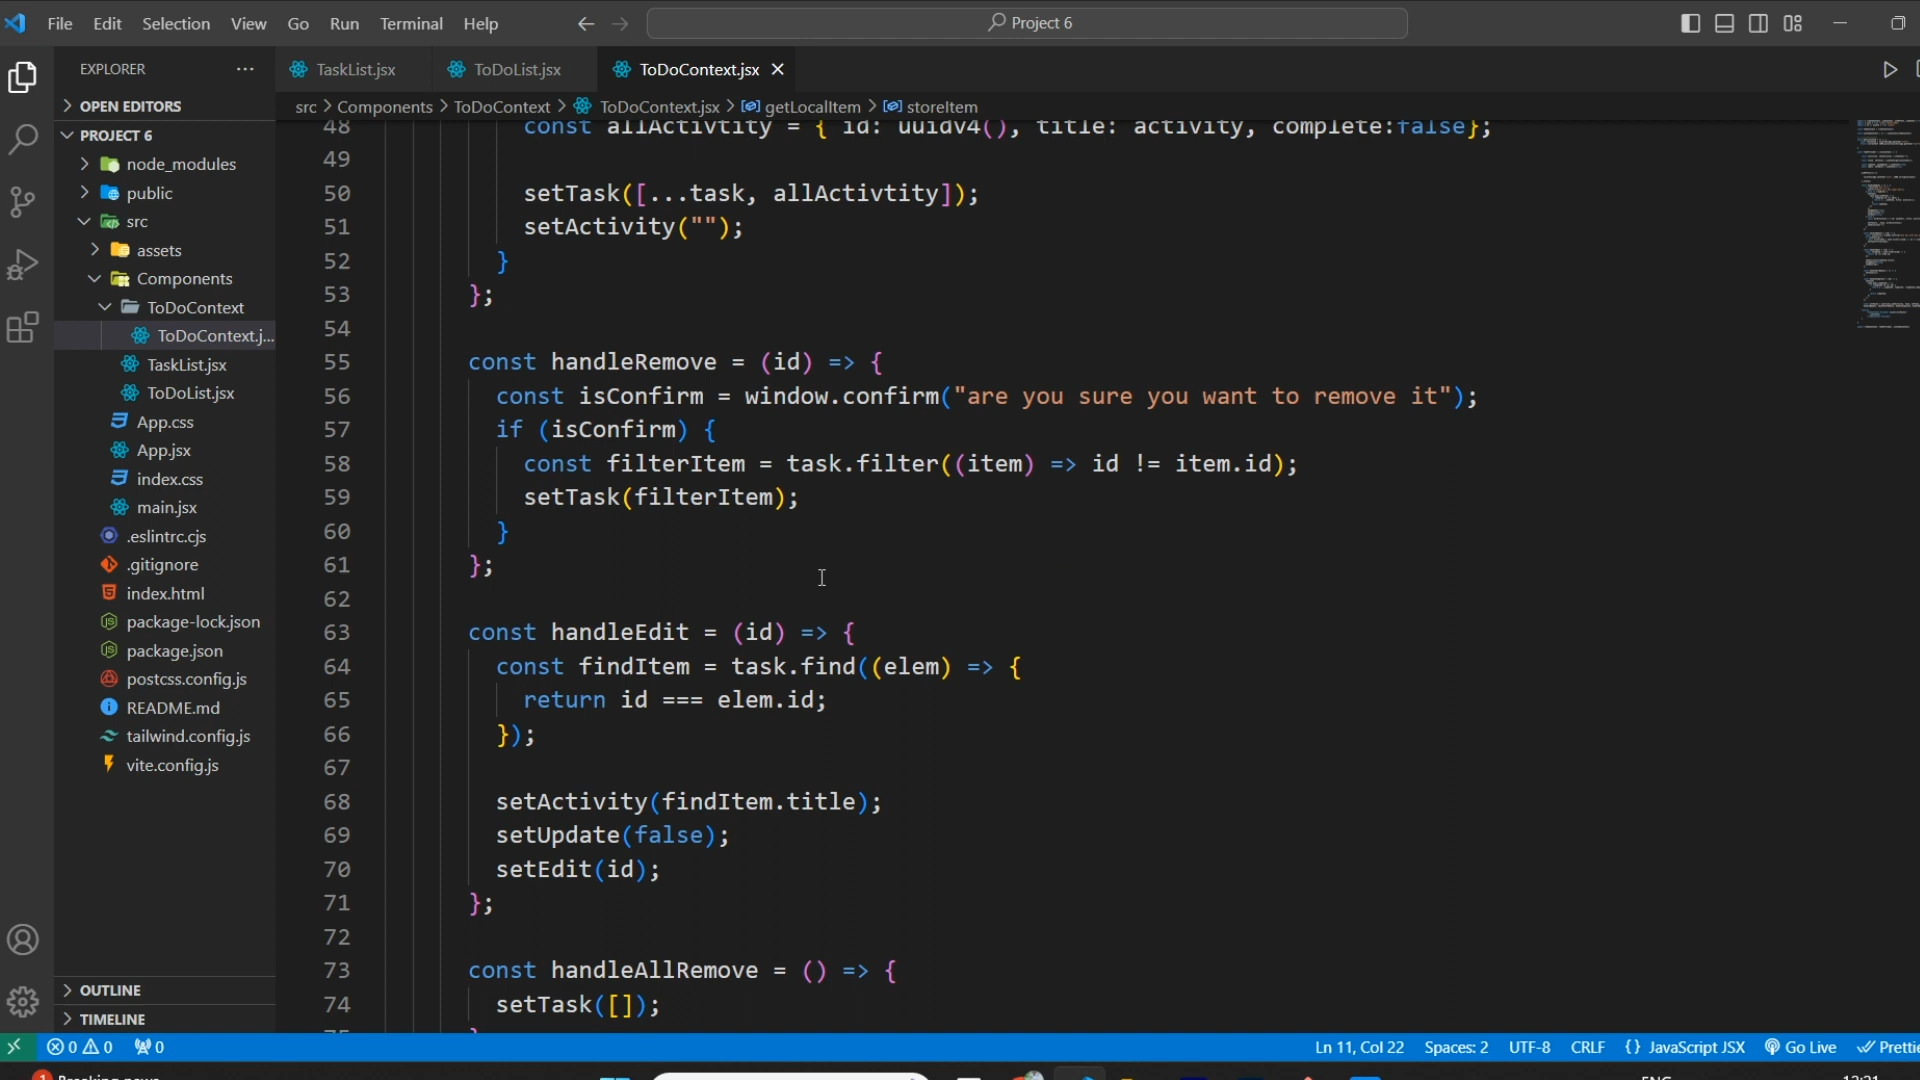 File Edit Selection View Go Run Terminal Help
Project 6
EXPLORER
TaskList.jsx
ToDoList.jsx
ToDoContext.jsx
OPEN EDITORS
src > Components > ToDoContext > ToDoContext.jsx > getLocalItem > storeItem
PROJECT 6
node_modules
public
src
assets
Components
ToDoContext
ToDoContext.j...
TaskList.jsx
ToDoList.jsx
App.css
App.jsx
index.css
main.jsx
.eslintrc.cjs
.gitignore
index.html
package-lock.json
package.json
postcss.config.js
README.md
tailwind.config.js
vite.config.js
OUTLINE
TIMELINE
48 const allActivtity = { id: uuidv4(), title: activity, complete:false};
49
50 setTask([...task, allActivtity]);
51 setActivity("");
52 }
53 };
54
55 const handleRemove = (id) => {
56 const isConfirm = window.confirm("are you sure you want to remove it");
57 if (isConfirm) {
58 const filterItem = task.filter((item) => id != item.id);
59 setTask(filterItem);
60 }
61 };
62
63 const handleEdit = (id) => {
64 const findItem = task.find((elem) => {
65 return id === elem.id;
66 });
67
68 setActivity(findItem.title);
69 setUpdate(false);
70 setEdit(id);
71 };
72
73 const handleAllRemove = () => {
74 setTask([]);
0 0 0
Ln 11, Col 22 Spaces: 2 UTF-8 CRLF {} JavaScript JSX Go Live Prettie